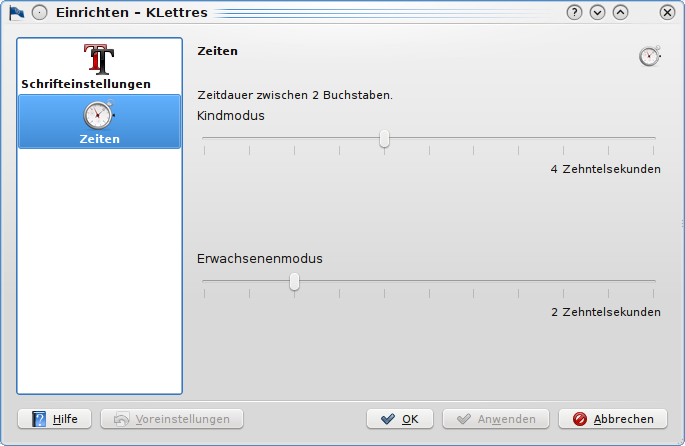 Einrichten – KLettres
Schrifteinstellungen
Zeiten
Zeiten
Zeitdauer zwischen 2 Buchstaben.
Kindmodus
4 Zehntelsekunden
Erwachsenenmodus
2 Zehntelsekunden
Hilfe
Voreinstellungen
OK
Anwenden
Abbrechen